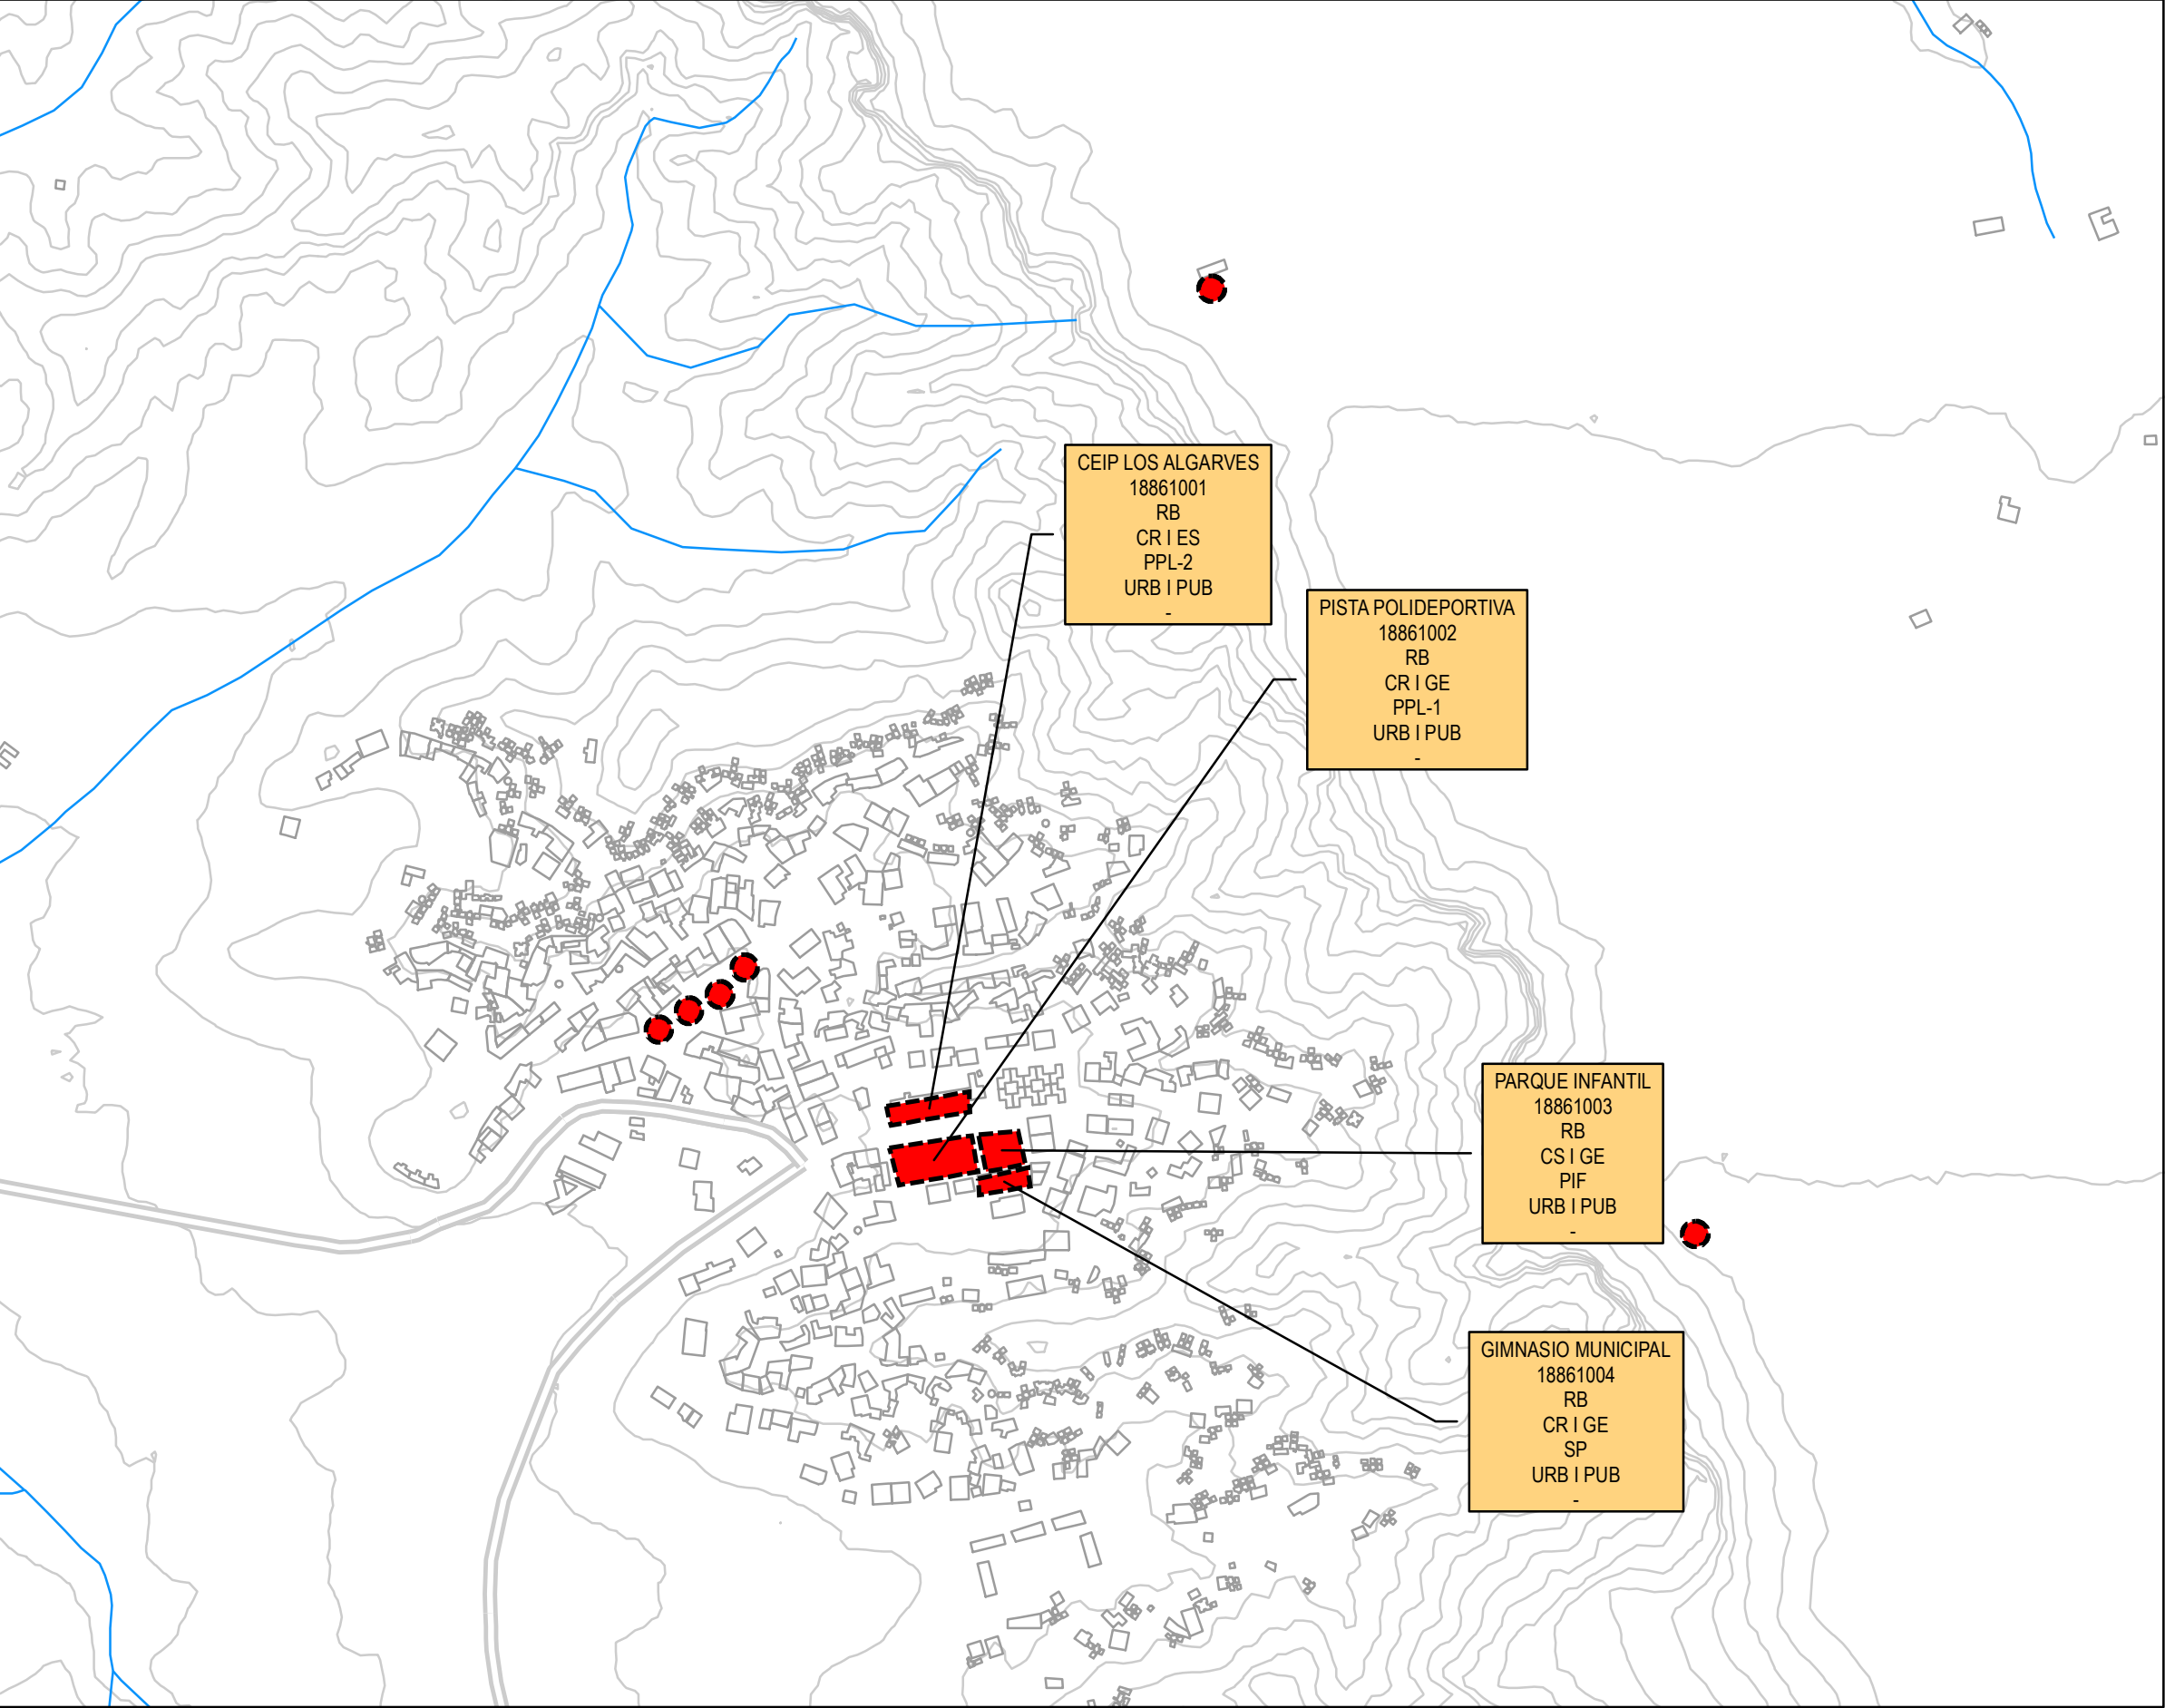 CEIP LOS ALGARVES
18861001
RB
CR I ES
PPL-2
URB I PUB
-
PISTA POLIDEPORTIVA
18861002
RB
CR I GE
PPL-1
URB I PUB
-
PARQUE INFANTIL
18861003
RB
CS I GE
PIF
URB I PUB
-
GIMNASIO MUNICIPAL
18861004
RB
CR I GE
SP
URB I PUB
-